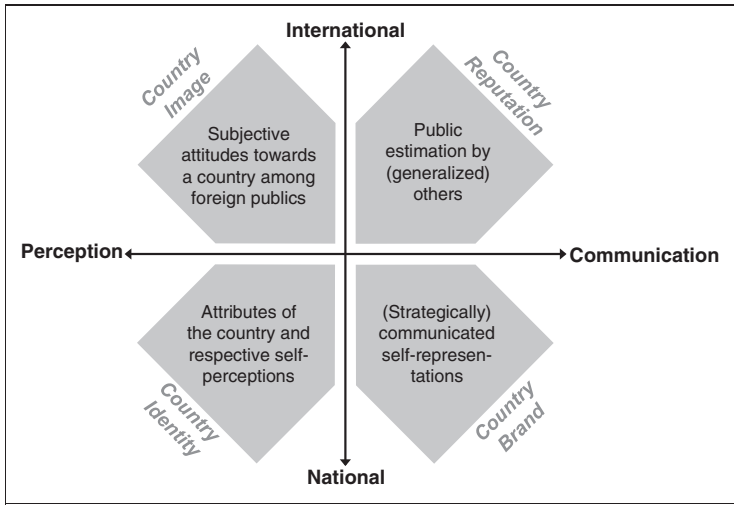 International
Country
Image
Country
Reputation
Subjective
attitudes towards
a country among
foreign publics
Public
estimation by
(generalized)
others
Perception
Communication
Attributes of
the country and
respective self-
perceptions
(Strategically)
communicated
self-represen-
tations
Country
Identity
Country
Brand
National